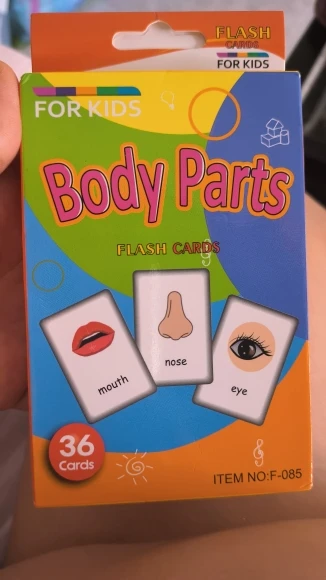 FLASH
CARDS
FOR KIDS
FOR KIDS
Body Parts
FLASH CARDS
mouth
nose
eye
36
Cards
ITEM NO:F-085